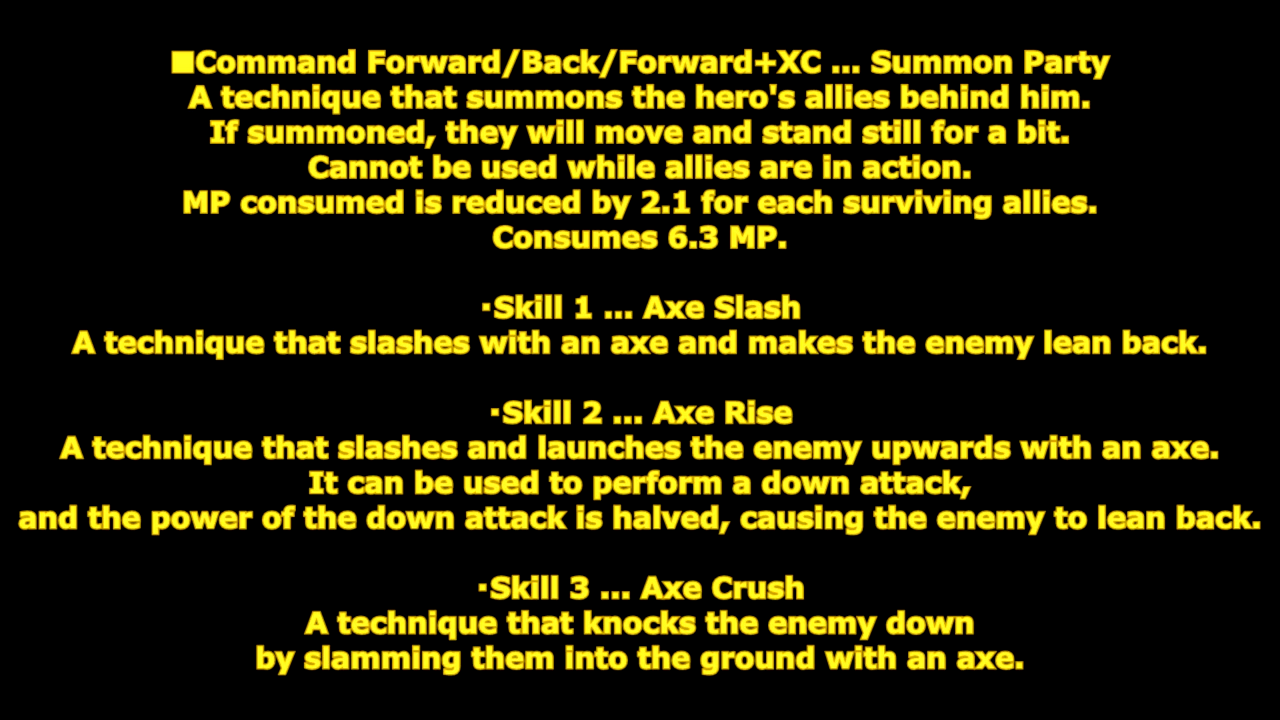 ■Command Forward/Back/Forward+XC ... Summon Party
A technique that summons the hero's allies behind him.
If summoned, they will move and stand still for a bit.
Cannot be used while allies are in action.
MP consumed is reduced by 2.1 for each surviving allies.
Consumes 6.3 MP.
·Skill 1 ... Axe Slash
A technique that slashes with an axe and makes the enemy lean back.
·Skill 2 ... Axe Rise
A technique that slashes and launches the enemy upwards with an axe.
It can be used to perform a down attack,
and the power of the down attack is halved, causing the enemy to lean back.
·Skill 3 ... Axe Crush
A technique that knocks the enemy down
by slamming them into the ground with an axe.